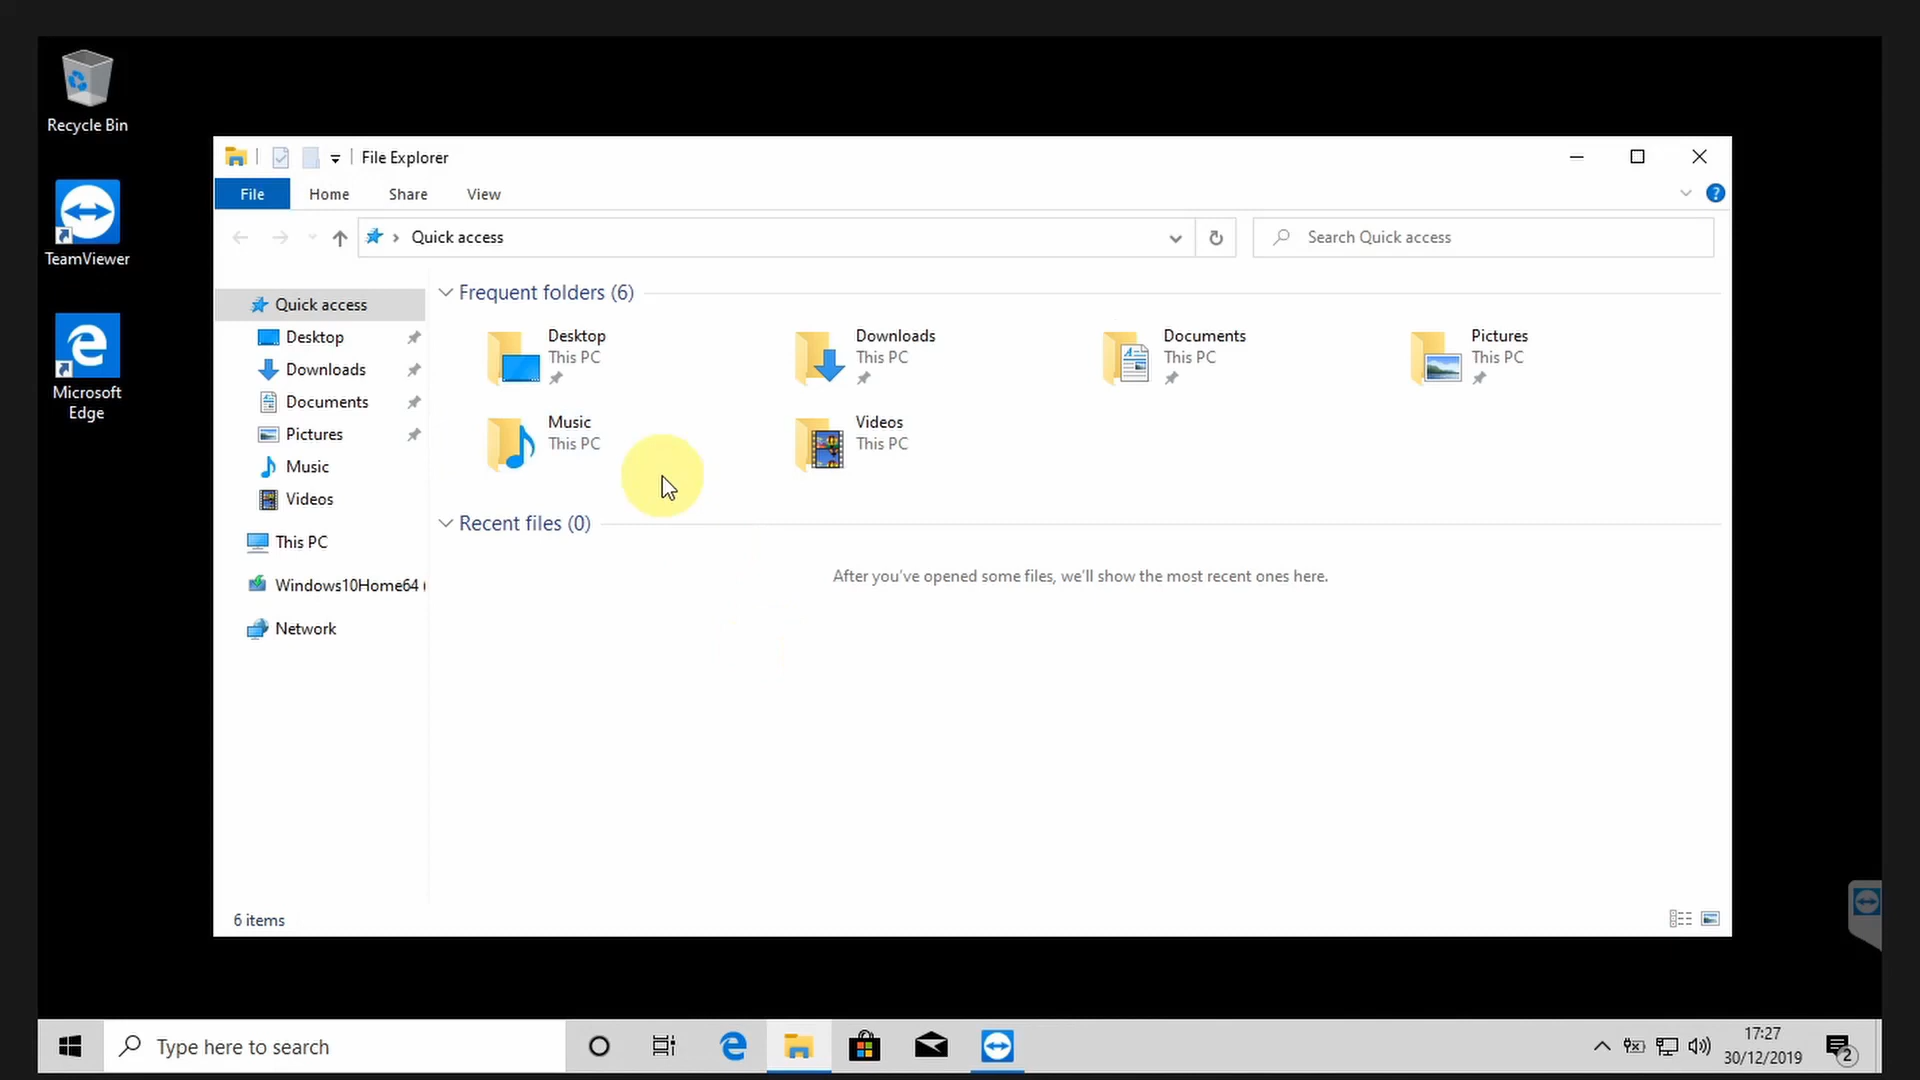 Recycle Bin
TeamViewer
Microsoft
Edge
File Explorer
File
Home
Share
View
Quick access
Search Quick access
Quick access
Desktop
Downloads
Documents
Pictures
Music
Videos
This PC
Windows10Home64 (
Network
Frequent folders (6)
Desktop
This PC
Downloads
This PC
Documents
This PC
Pictures
This PC
Music
This PC
Videos
This PC
Recent files (0)
After you've opened some files, we'll show the most recent ones here.
6 items
Type here to search
17:27
30/12/2019
2